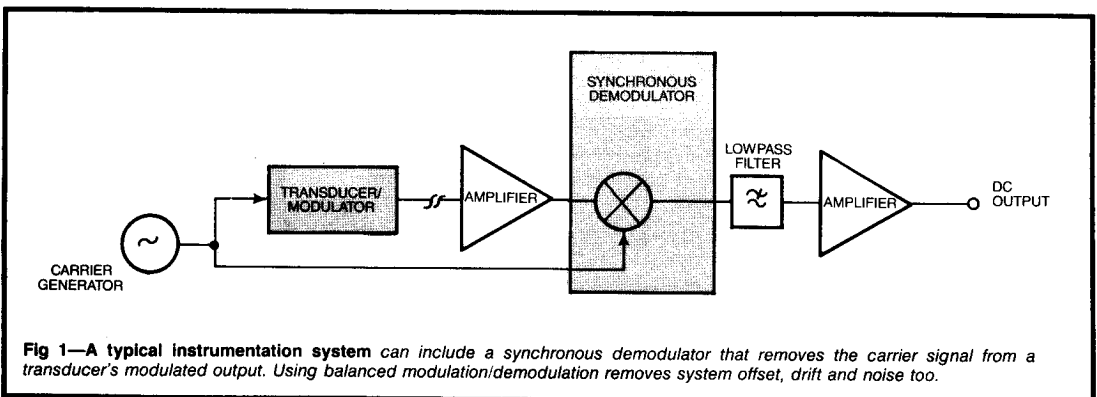 SYNCHRONOUS
DEMODULATOR
LOWPASS
FILTER
TRANSDUCER/
MODULATOR
AMPLIFIER
AMPLIFIER
DC
OUTPUT
CARRIER
GENERATOR
Fig 1—A typical instrumentation system can include a synchronous demodulator that removes the carrier signal from a
transducer's modulated output. Using balanced modulation/demodulation removes system offset, drift and noise too.